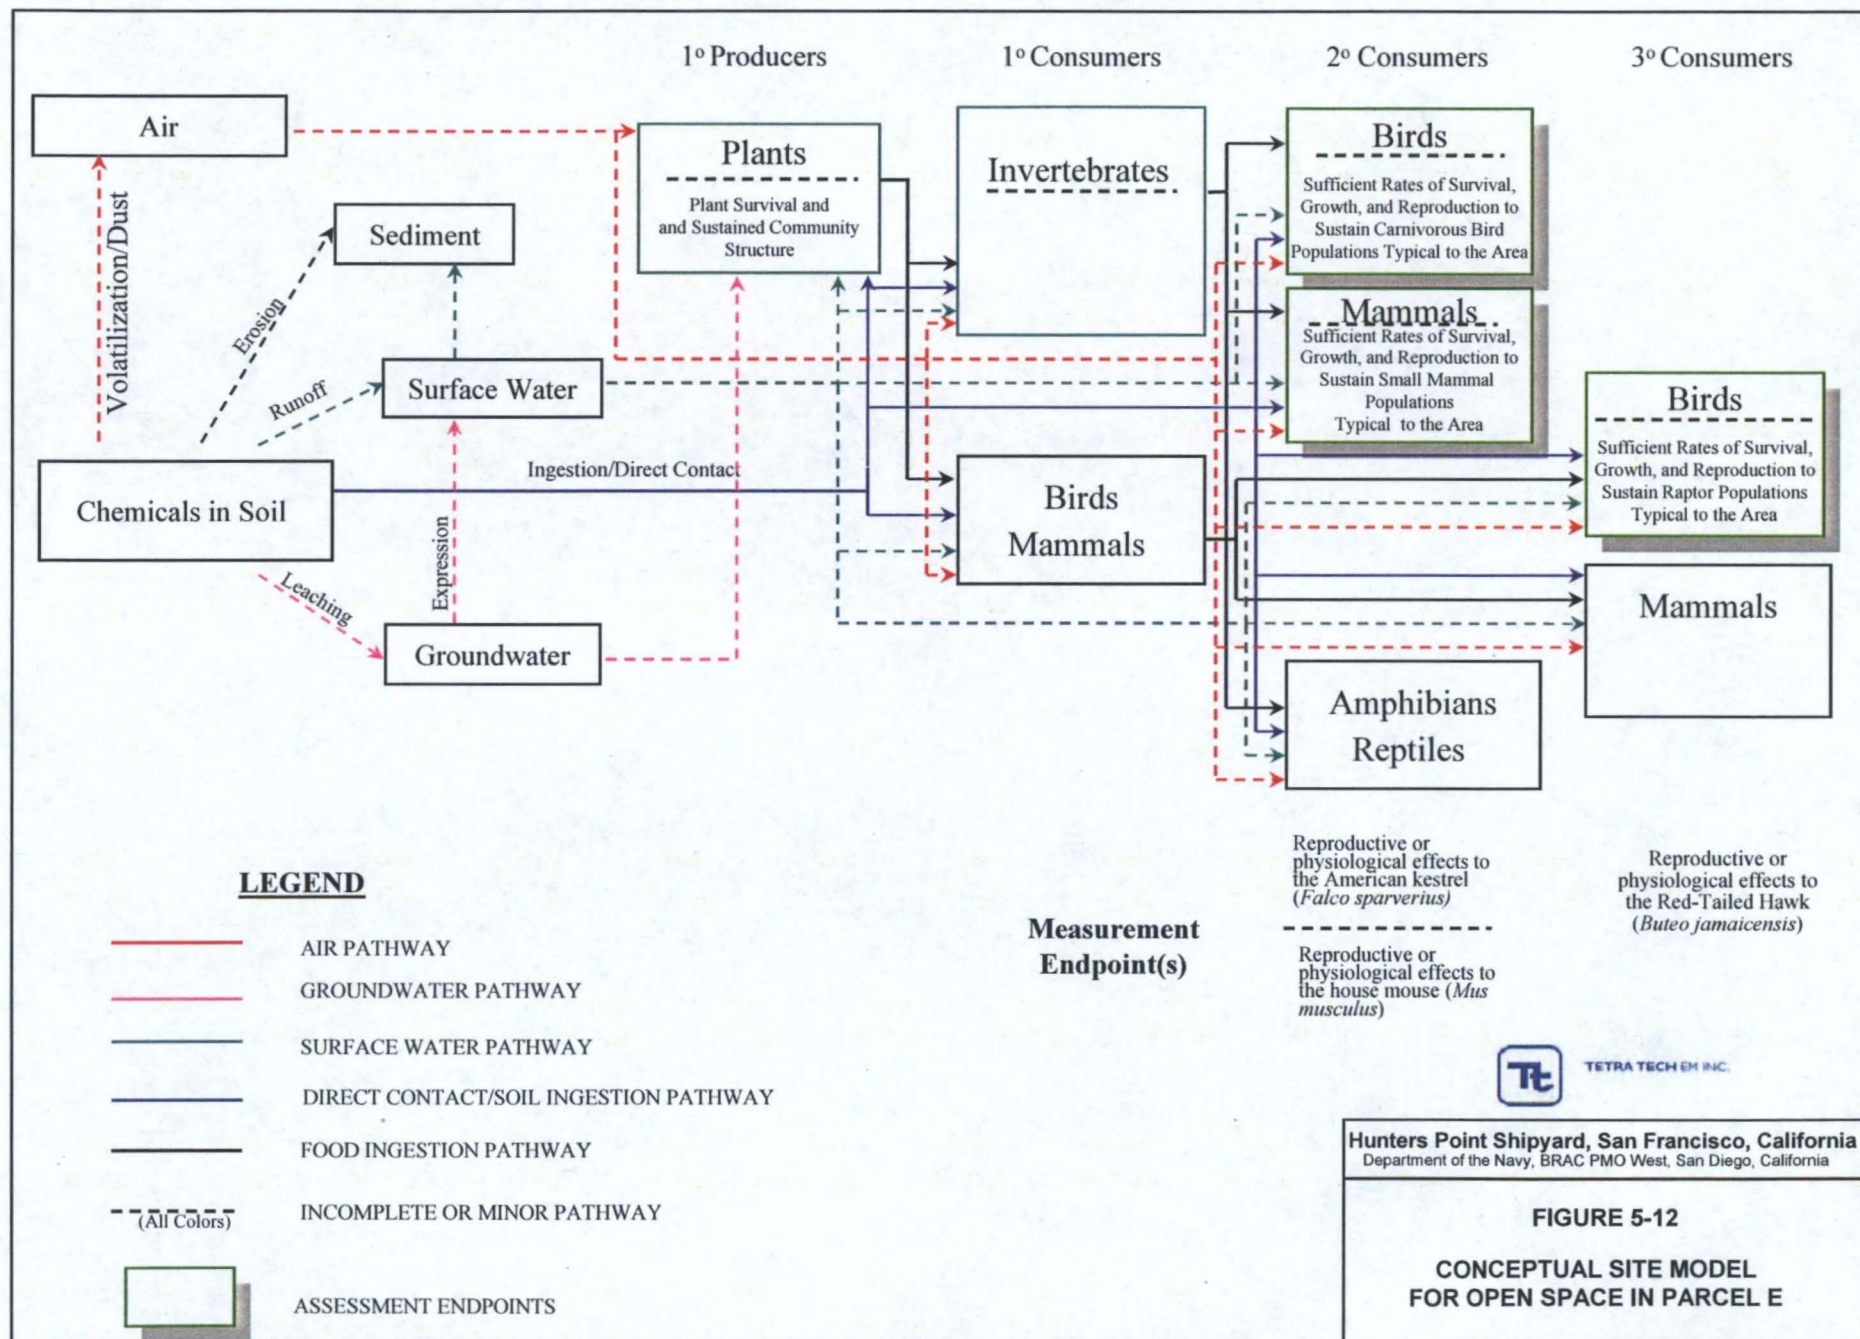 1º Producers
1º Consumers
2º Consumers
3º Consumers
Air
Volatilization/Dust
Sediment
Erosion
Runoff
Surface Water
Chemicals in Soil
Ingestion/Direct Contact
Expression
Leaching
Groundwater
Plants
Plant Survival and
and Sustained Community
Structure
Invertebrates
Birds
Mammals
Birds
Sufficient Rates of Survival,
Growth, and Reproduction to
Sustain Carnivorous Bird
Populations Typical to the Area
Mammals
Sufficient Rates of Survival,
Growth, and Reproduction to
Sustain Small Mammal
Populations
Typical to the Area
Amphibians
Reptiles
Birds
Sufficient Rates of Survival,
Growth, and Reproduction to
Sustain Raptor Populations
Typical to the Area
Mammals
Measurement
Endpoint(s)
Reproductive or
physiological effects to
the American kestrel
(Falco sparverius)
Reproductive or
physiological effects to
the house mouse (Mus
musculus)
Reproductive or
physiological effects to
the Red-Tailed Hawk
(Buteo jamaicensis)
LEGEND
AIR PATHWAY
GROUNDWATER PATHWAY
SURFACE WATER PATHWAY
DIRECT CONTACT/SOIL INGESTION PATHWAY
FOOD INGESTION PATHWAY
(All Colors)
INCOMPLETE OR MINOR PATHWAY
ASSESSMENT ENDPOINTS
Tt
TETRA TECH EM INC.
Hunters Point Shipyard, San Francisco, California
Department of the Navy, BRAC PMO West, San Diego, California
FIGURE 5-12
CONCEPTUAL SITE MODEL
FOR OPEN SPACE IN PARCEL E